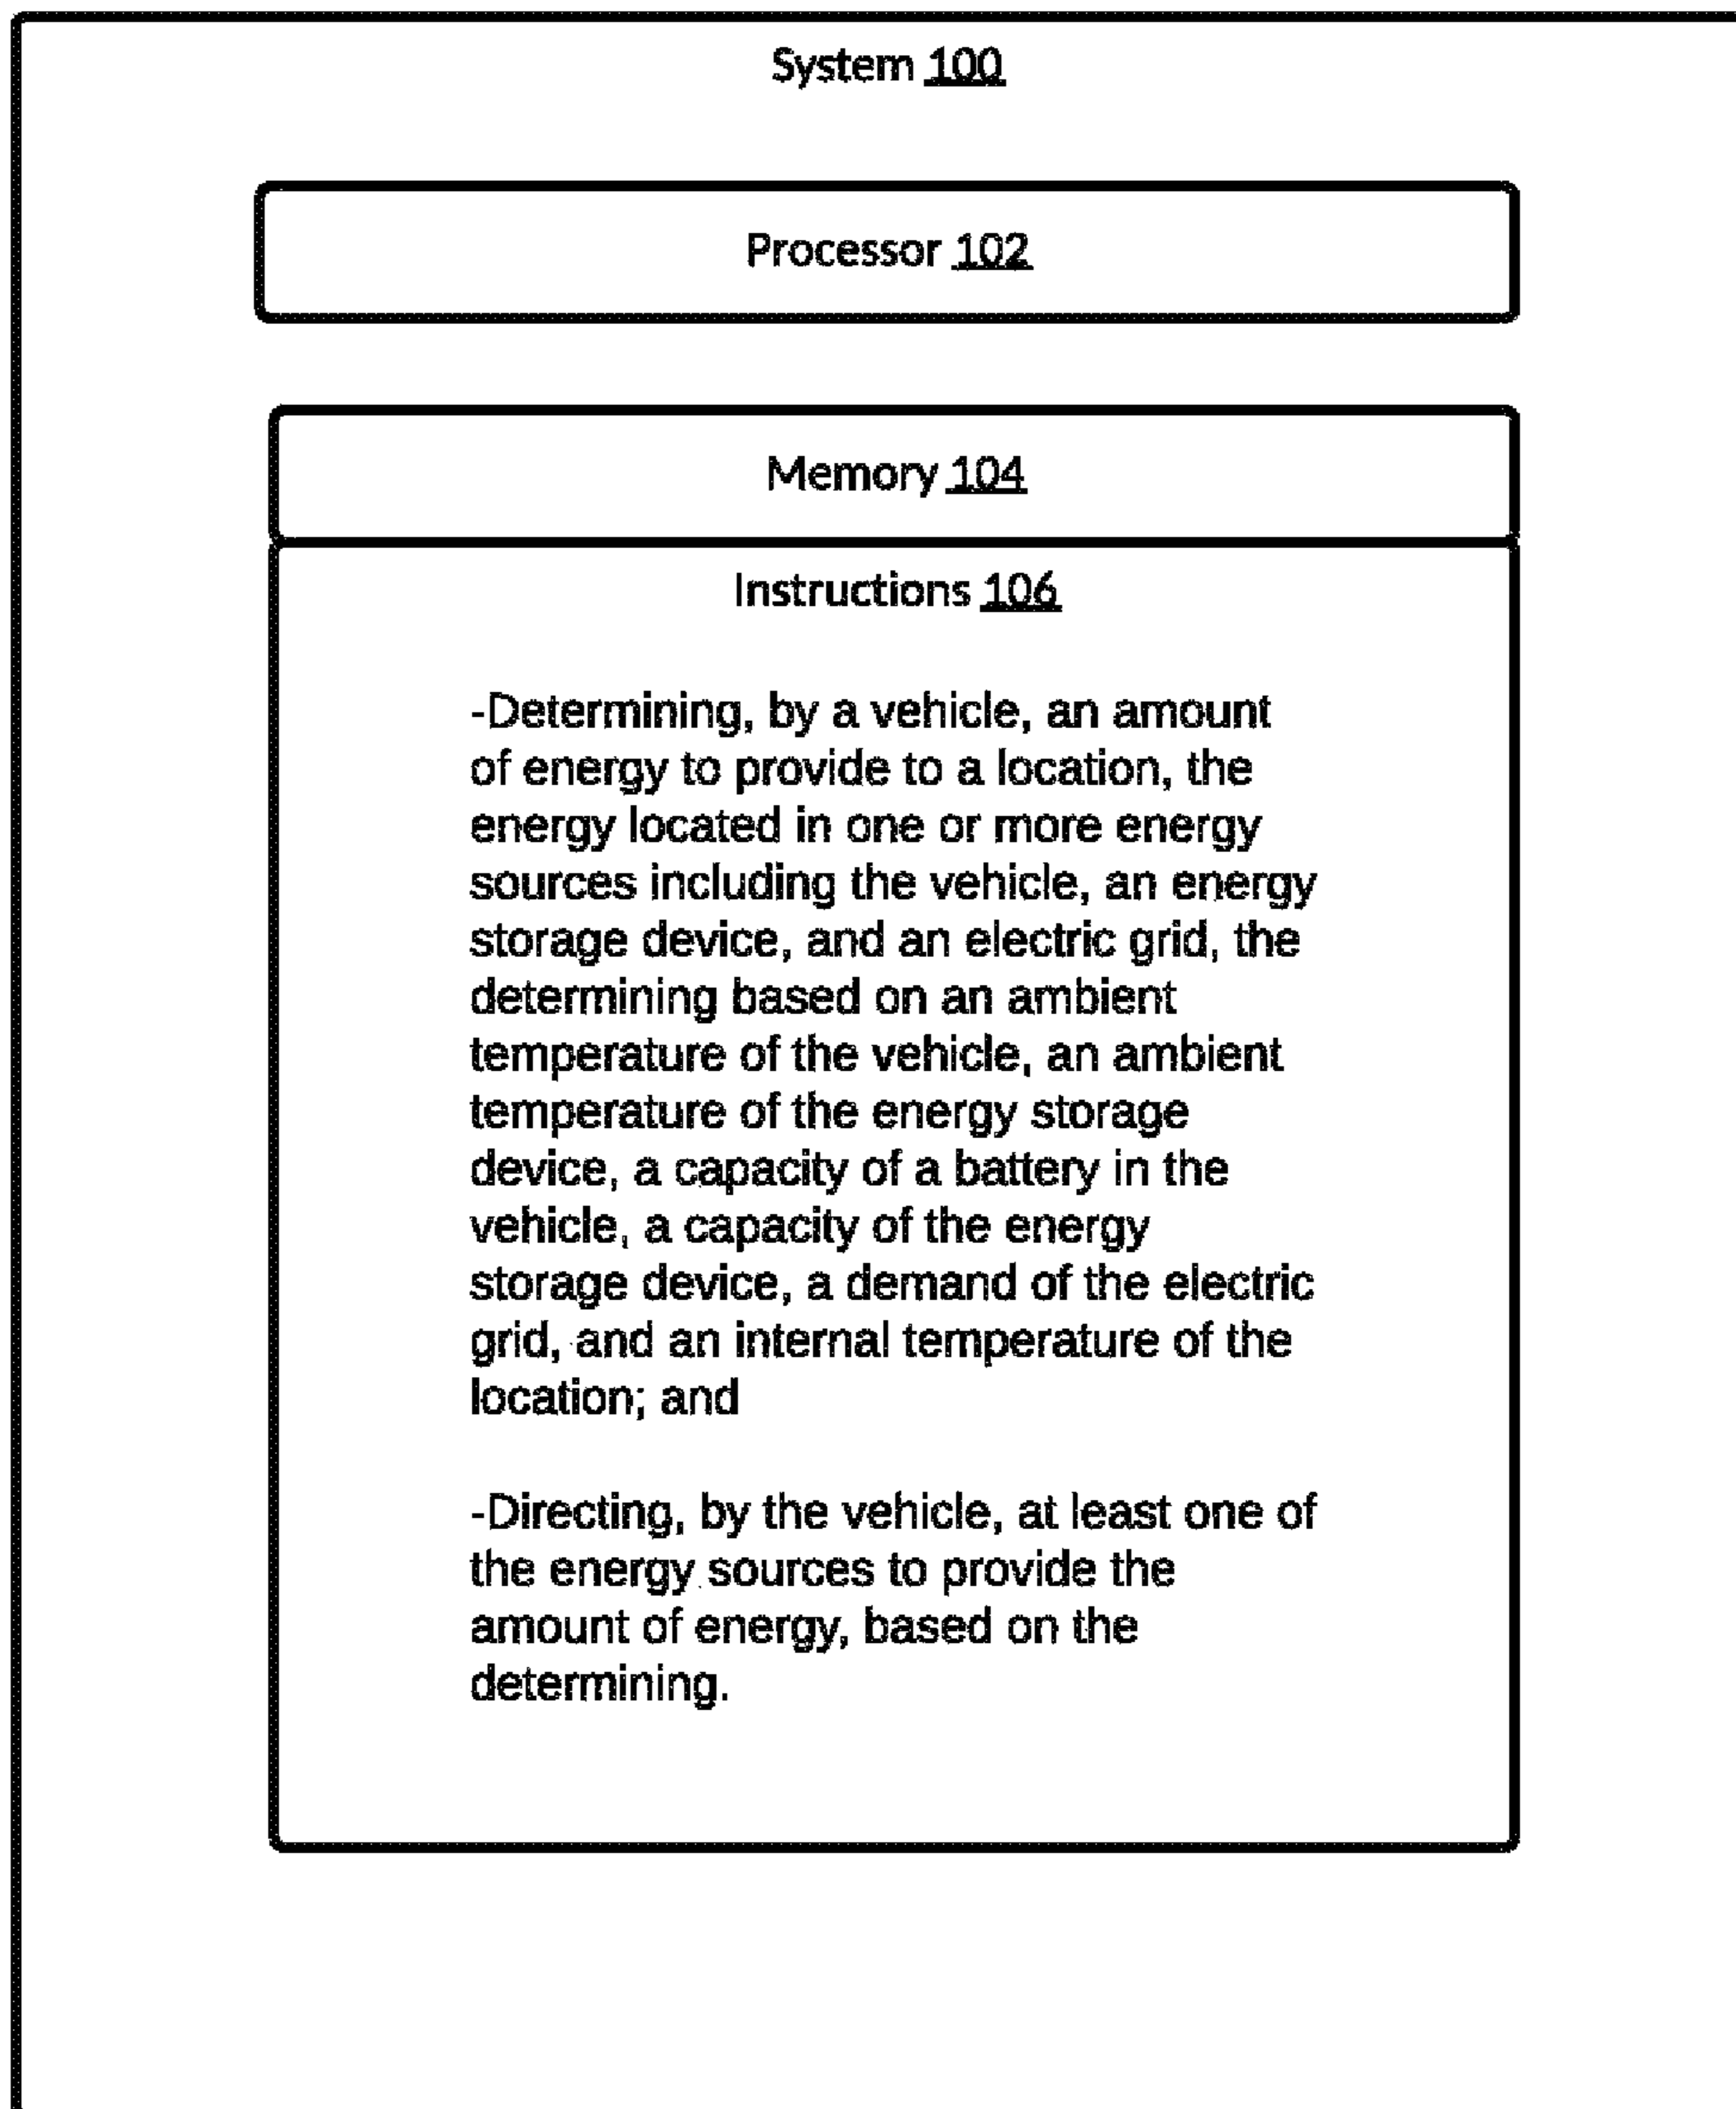 System 100
Processor 102
Memory 104
Instructions 106
-Determining, by a vehicle, an amount
of energy to provide to a location, the
energy located in one or more energy
sources including the vehicle, an energy
storage device, and an electric grid, the
determining based on an ambient
temperature of the vehicle, an ambient
temperature of the energy storage
device, a capacity of a battery in the
vehicle, a capacity of the energy
storage device, a demand of the electric
grid, and an internal temperature of the
location; and
-Directing, by the vehicle, at least one of
the energy sources to provide the
amount of energy, based on the
determining.